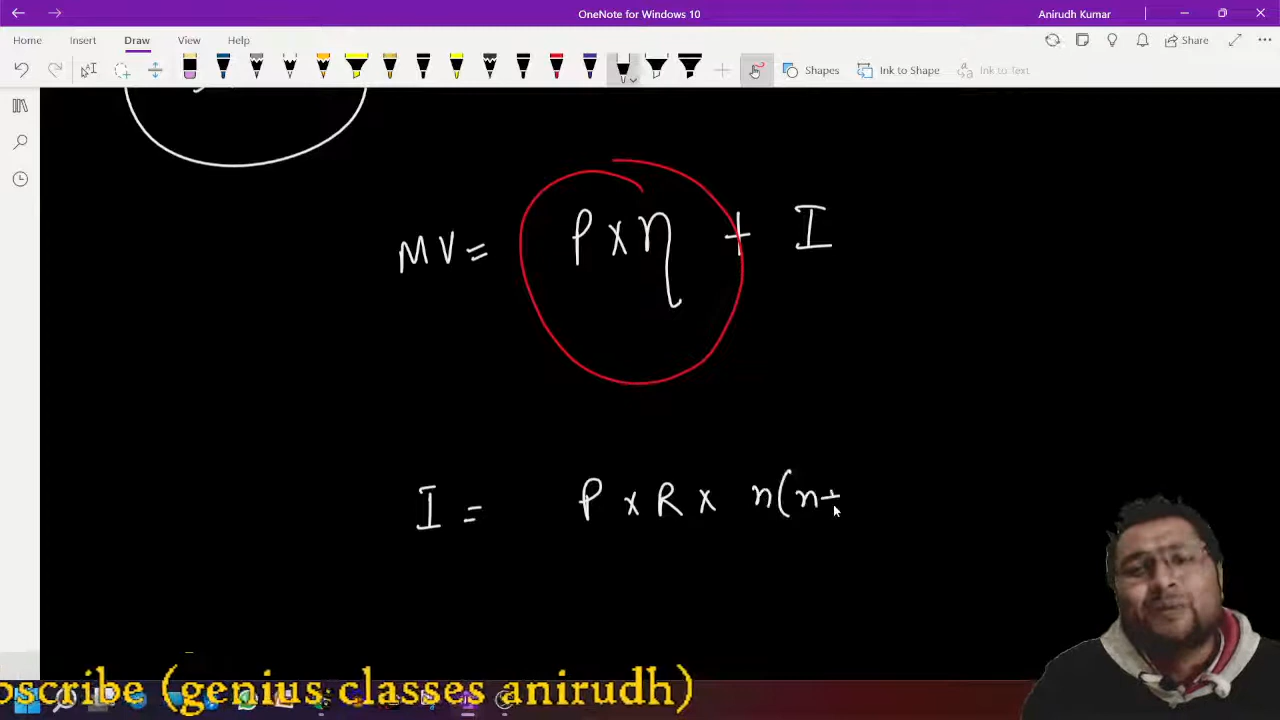 OneNote for Windows 10
Anirudh Kumar
Home Insert Draw View Help
Share
Shapes Ink to Shape Ink to Text
MV = P x n + I
I = P x R x n(n+
oscribe (genius classes anirudh)